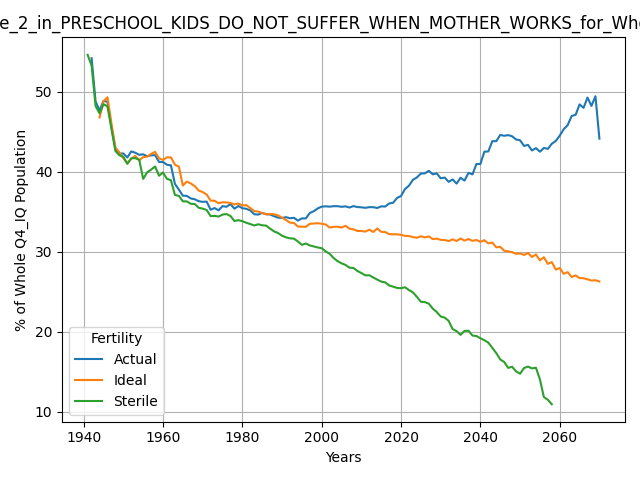 e_2_in_PRESCHOOL_KIDS_DO_NOT_SUFFER_WHEN_MOTHER_WORKS_for_Who
% of Whole Q4_IQ Population
50
40
30
20
10
Fertility
Actual
Ideal
Sterile
1940 1960 1980 2000 2020 2040 2060
Years